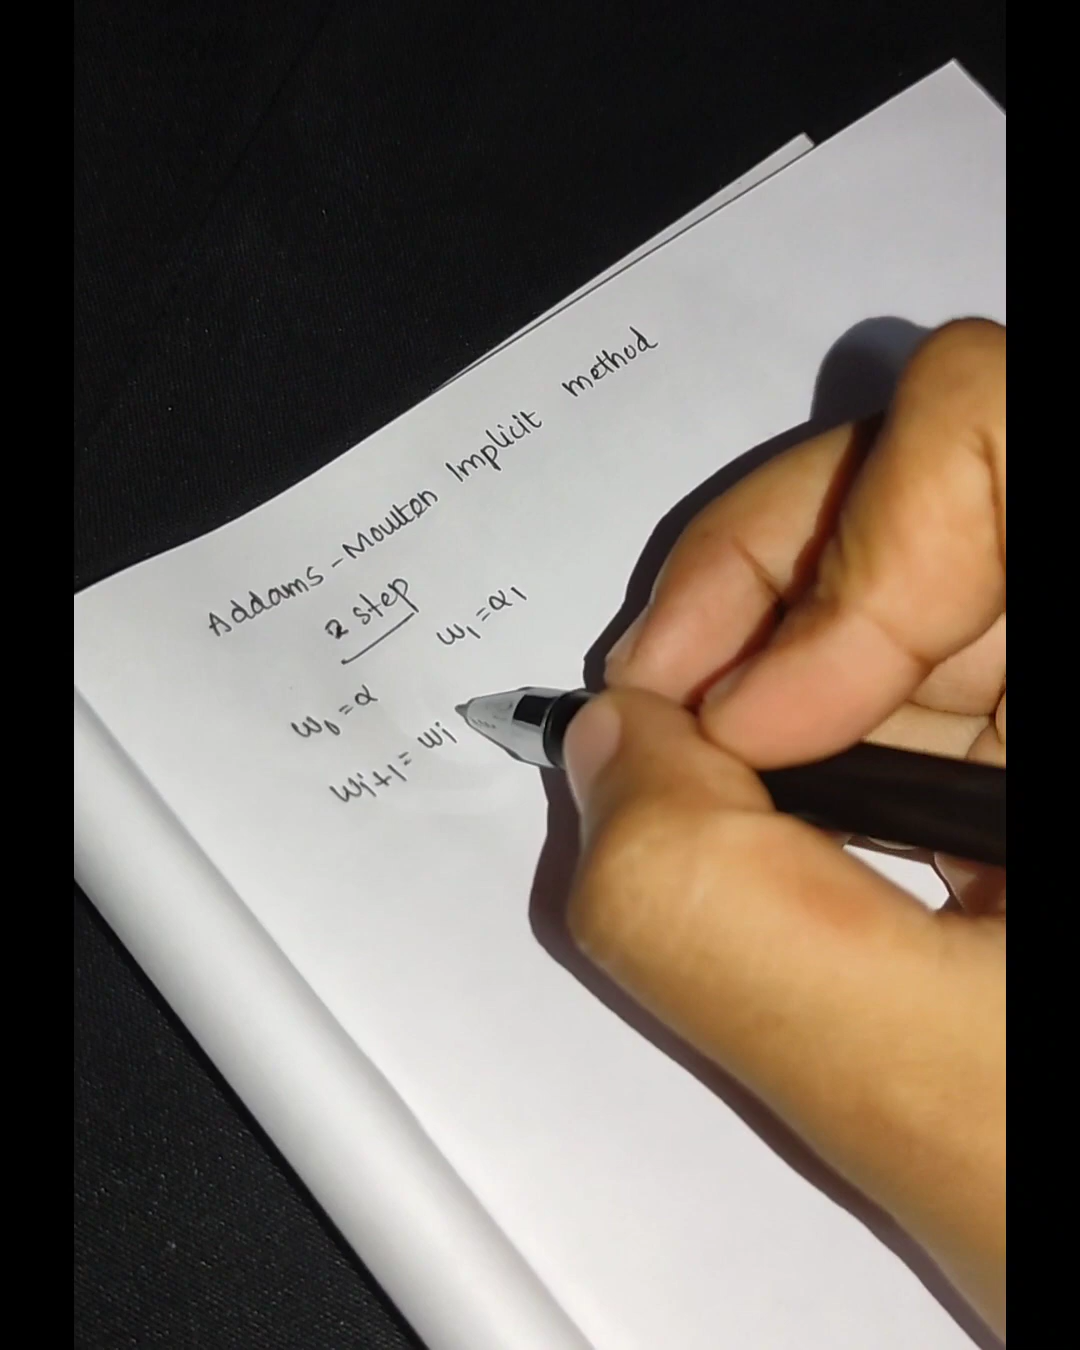 Addams - Moulton Implicit method
2 step
w₀ = α w₁ = α₁
wi+1 = wi